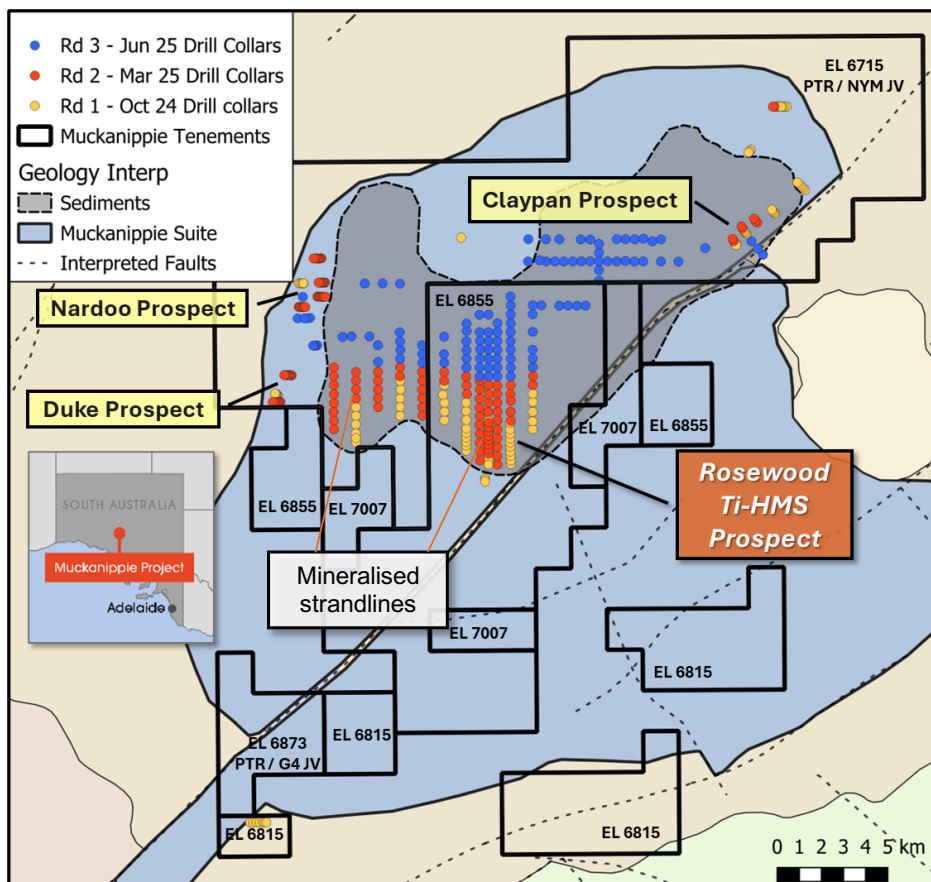 Rd 3 - Jun 25 Drill Collars
Rd 2 - Mar 25 Drill Collars
Rd 1 - Oct 24 Drill collars
Muckanippie Tenements
Geology Interp
Sediments
Muckanippie Suite
Interpreted Faults
EL 6715
PTR / NYM JV
Claypan Prospect
Nardoo Prospect
EL 6855
Duke Prospect
EL 7007
EL 6855
EL 6855
EL 7007
Rosewood
Ti-HMS
Prospect
SOUTH AUSTRALIA
Muckanippie Project
Adelaide
Mineralised
strandlines
EL 7007
EL 6815
EL 6873
PTR / G4 JV
EL 6815
EL 6815
EL 6815
0 1 2 3 4 5 km